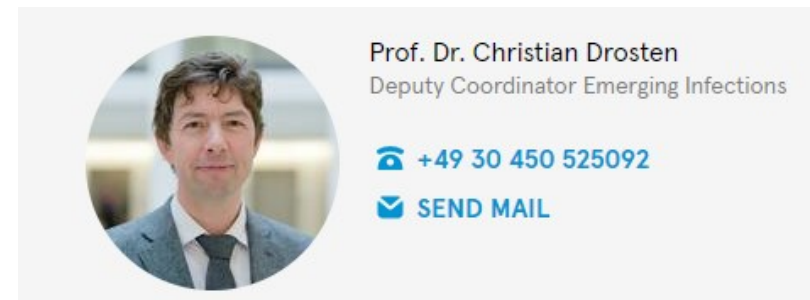 Prof. Dr. Christian Drosten
Deputy Coordinator Emerging Infections
+49 30 450 525092
SEND MAIL